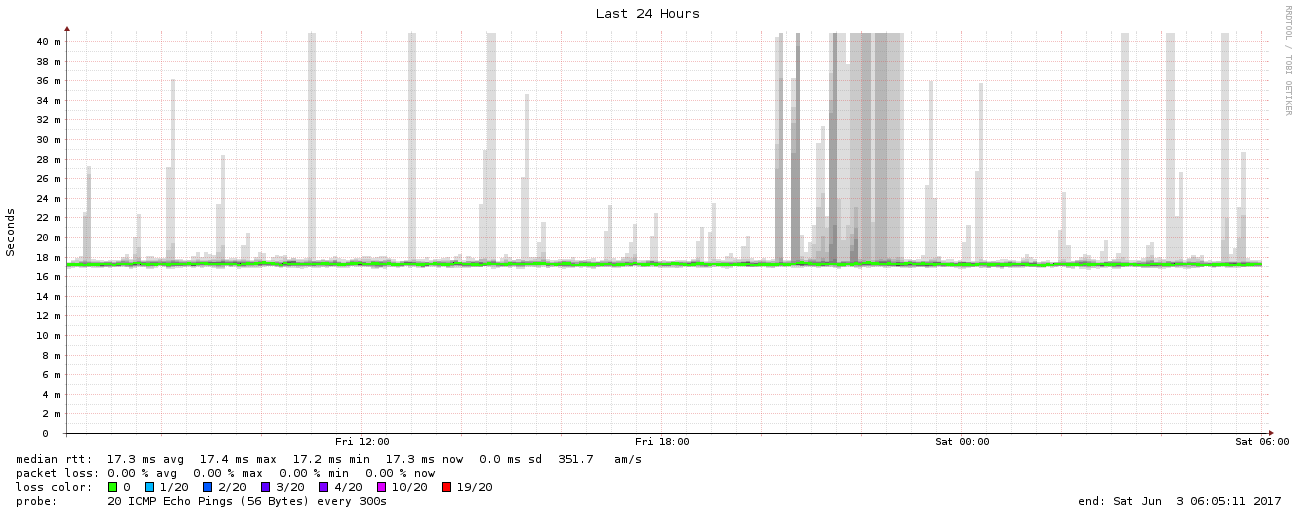 Last 24 Hours
RRDTOOL / TOBI OETIKER
Seconds
40 m
38 m
36 m
34 m
32 m
30 m
28 m
26 m
24 m
22 m
20 m
18 m
16 m
14 m
12 m
10 m
8 m
6 m
4 m
2 m
0
Fri 12:00 Fri 18:00 Sat 00:00 Sat 06:00
median rtt: 17.3 ms avg 17.4 ms max 17.2 ms min 17.3 ms now 0.0 ms sd 351.7 am/s
packet loss: 0.00 % avg 0.00 % max 0.00 % min 0.00 % now
loss color: 0 1/20 2/20 3/20 4/20 10/20 19/20
probe: 20 ICMP Echo Pings (56 Bytes) every 300s end: Sat Jun 3 06:05:11 2017